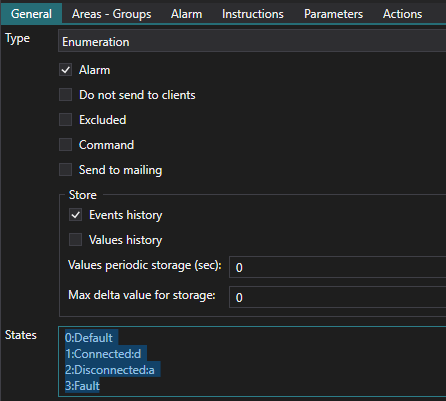 General Areas - Groups Alarm Instructions Parameters Actions
Type Enumeration
Alarm
Do not send to clients
Excluded
Command
Send to mailing
Store
Events history
Values history
Values periodic storage (sec): 0
Max delta value for storage: 0
States 0:Default
1:Connected:d
2:Disconnected:a
3:Fault